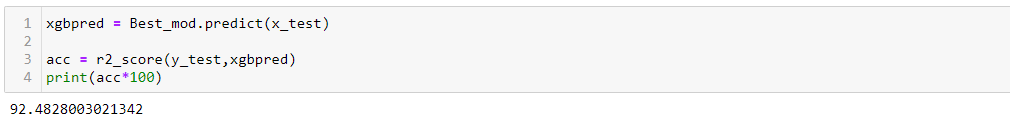 1 xgbpred = Best_mod.predict(x_test)
2
3 acc = r2_score(y_test,xgbpred)
4 print(acc*100)
92.4828003021342